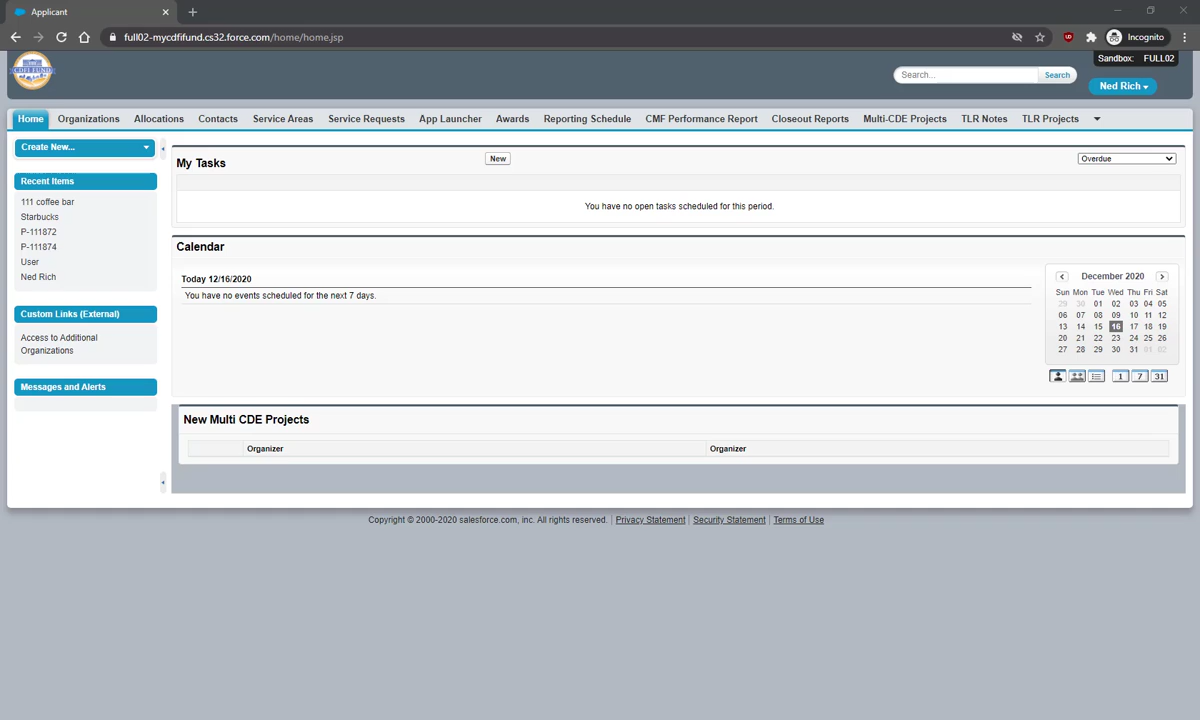 Applicant
full02-mycdfifund.cs32.force.com/home/home.jsp
Incognito
CDFI FUND
Search...
Search
Sandbox: FULL02
Ned Rich
Home Organizations Allocations Contacts Service Areas Service Requests App Launcher Awards Reporting Schedule CMF Performance Report Closeout Reports Multi-CDE Projects TLR Notes TLR Projects
Create New...
Recent Items
111 coffee bar
Starbucks
P-111872
P-111874
User
Ned Rich
Custom Links (External)
Access to Additional
Organizations
Messages and Alerts
My Tasks
New
Overdue
You have no open tasks scheduled for this period.
Calendar
Today 12/16/2020
You have no events scheduled for the next 7 days.
December 2020
Sun Mon Tue Wed Thu Fri Sat
29 30 01 02 03 04 05
06 07 08 09 10 11 12
13 14 15 16 17 18 19
20 21 22 23 24 25 26
27 28 29 30 31 01 02
1 7 31
New Multi CDE Projects
Organizer Organizer
Copyright © 2000-2020 salesforce.com, inc. All rights reserved. | Privacy Statement | Security Statement | Terms of Use